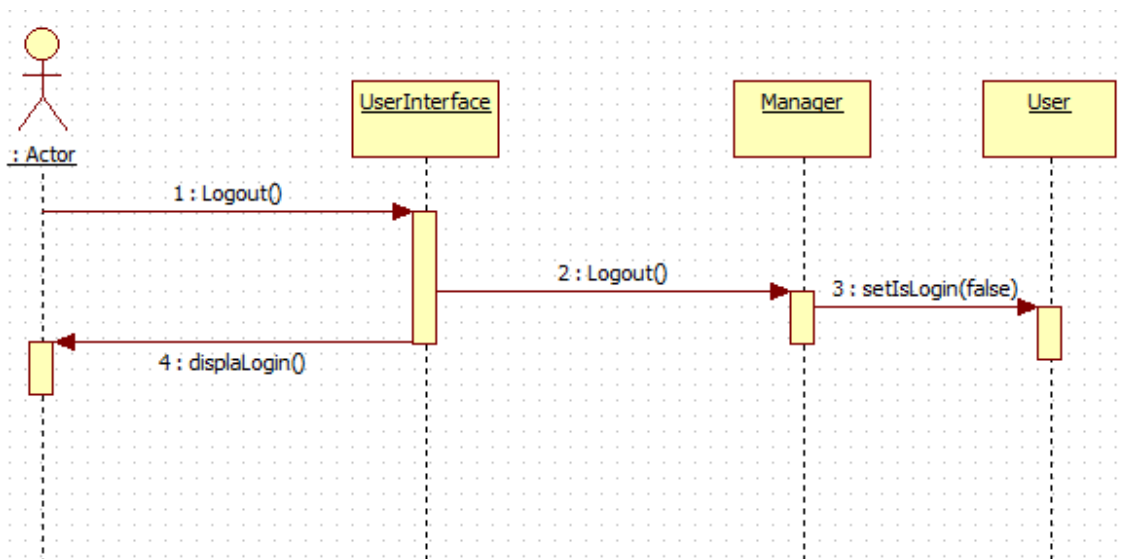 : Actor
UserInterface
Manager
User
1 : Logout()
2 : Logout()
3 : setIsLogin(false)
4 : displaLogin()